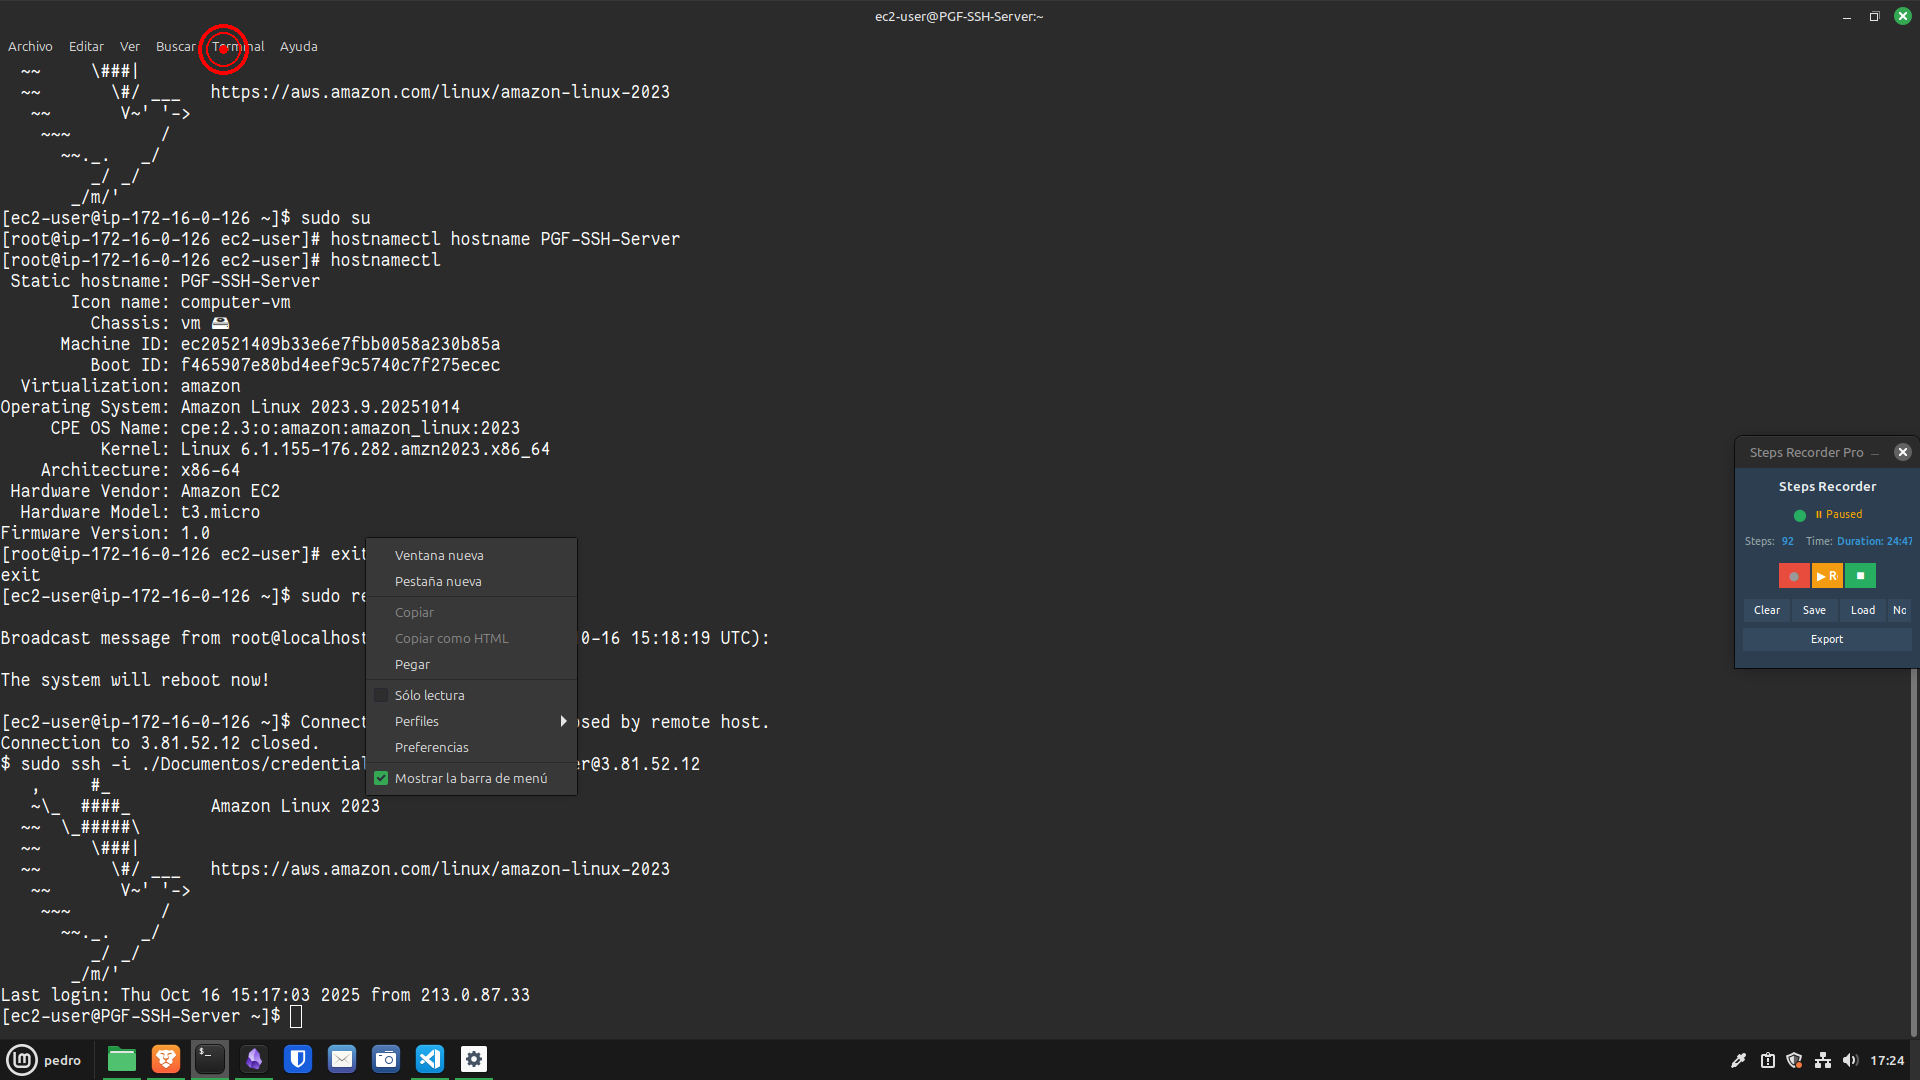 ec2-user@PGF-SSH-Server:~
Archivo Editar Ver Buscar Terminal Ayuda
~~      \###|
~~       \#/ ___   https://aws.amazon.com/linux/amazon-linux-2023
~~       V~' '->
~~~         /
~~._.   _/
_/ _/
_/m/'
[ec2-user@ip-172-16-0-126 ~]$ sudo su
[root@ip-172-16-0-126 ec2-user]# hostnamectl hostname PGF-SSH-Server
[root@ip-172-16-0-126 ec2-user]# hostnamectl
Static hostname: PGF-SSH-Server
Icon name: computer-vm
Chassis: vm 🖴
Machine ID: ec20521409b33e6e7fbb0058a230b85a
Boot ID: f465907e80bd4eef9c5740c7f275ecec
Virtualization: amazon
Operating System: Amazon Linux 2023.9.20251014
CPE OS Name: cpe:2.3:o:amazon:amazon_linux:2023
Kernel: Linux 6.1.155-176.282.amzn2023.x86_64
Architecture: x86-64
Hardware Vendor: Amazon EC2
Hardware Model: t3.micro
Firmware Version: 1.0
[root@ip-172-16-0-126 ec2-user]# exit
exit
[ec2-user@ip-172-16-0-126 ~]$ sudo re
Broadcast message from root@localhost 0-16 15:18:19 UTC):
The system will reboot now!
[ec2-user@ip-172-16-0-126 ~]$ Connect sed by remote host.
Connection to 3.81.52.12 closed.
$ sudo ssh -i ./Documentos/credential r@3.81.52.12
,     #_
~\_  ####_        Amazon Linux 2023
~~  \_#####\
~~      \###|
~~       \#/ ___   https://aws.amazon.com/linux/amazon-linux-2023
~~       V~' '->
~~~         /
~~._.   _/
_/ _/
_/m/'
Last login: Thu Oct 16 15:17:03 2025 from 213.0.87.33
[ec2-user@PGF-SSH-Server ~]$
Ventana nueva
Pestaña nueva
Copiar
Copiar como HTML
Pegar
Sólo lectura
Perfiles
Preferencias
Mostrar la barra de menú
Steps Recorder Pro
Steps Recorder
⏸ Paused
Steps: 92 Time: Duration: 24:47
▶ R
Clear Save Load No
Export
pedro
17:24